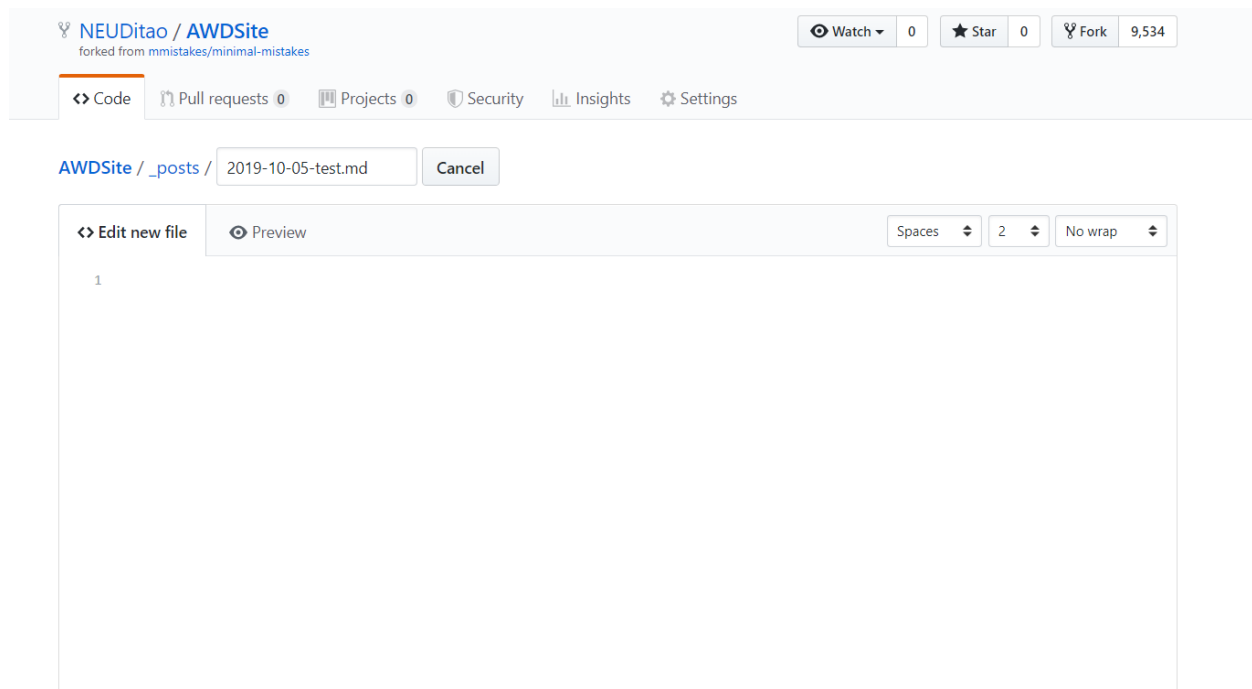 NEUDitao / AWDSite
forked from mmistakes/minimal-mistakes
Watch 0 Star 0 Fork 9,534
Code Pull requests 0 Projects 0 Security Insights Settings
AWDSite / _posts / 2019-10-05-test.md Cancel
<> Edit new file Preview Spaces 2 No wrap
1